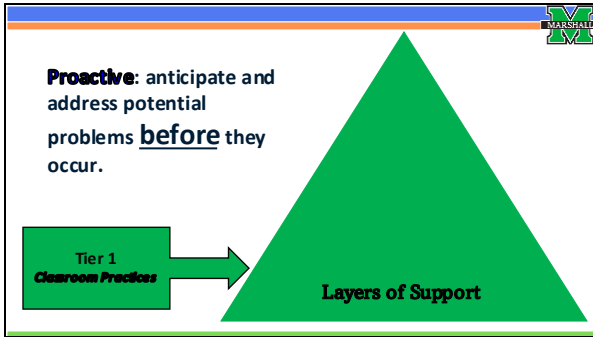 MARSHALL
Proactive: anticipate and
address potential
problems before they
occur.
Tier 1
Classroom Practices
Layers of Support